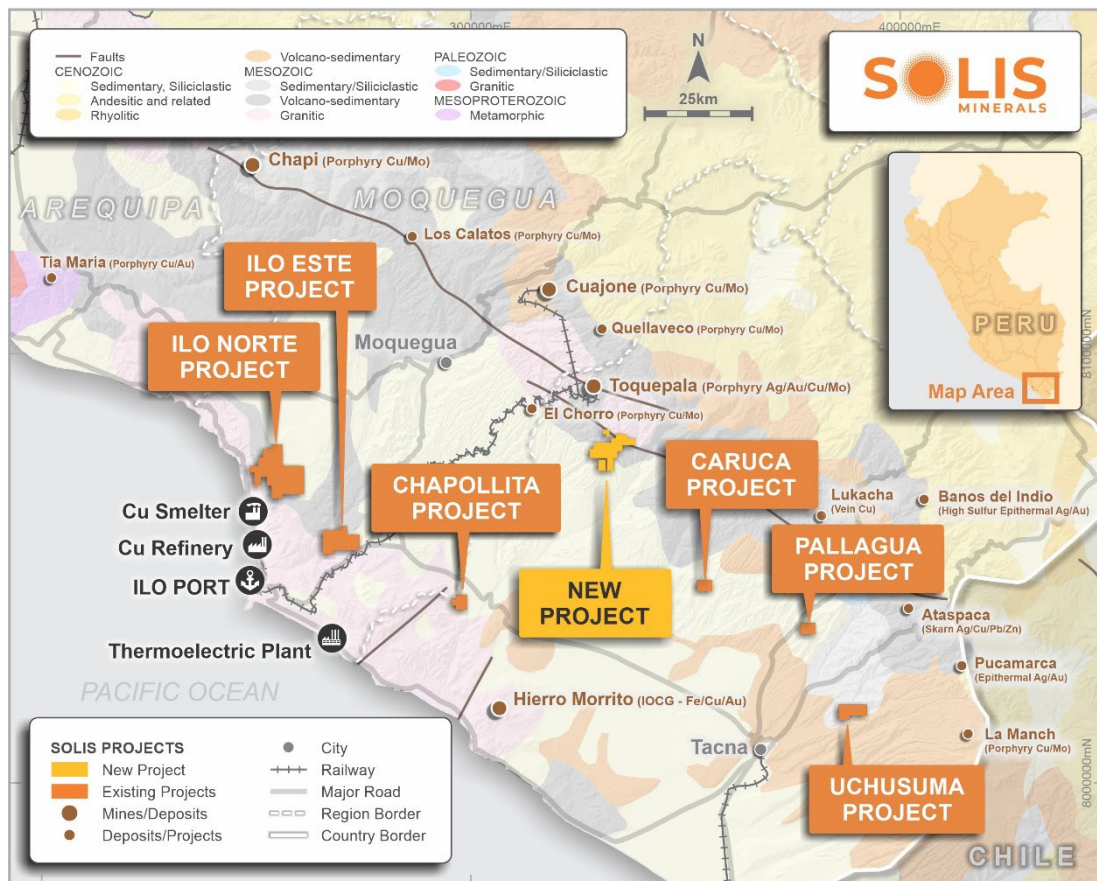 300000mE
400000mE
Faults
CENOZOIC
Sedimentary, Siliciclastic
Andesitic and related
Rhyolitic
Volcano-sedimentary
MESOZOIC
Sedimentary/Siliciclastic
Volcano-sedimentary
Granitic
PALEOZOIC
Sedimentary/Siliciclastic
Granitic
MESOPROTEROZOIC
Metamorphic
N
25km
SOLIS
MINERALS
PERU
Map Area
8100000mN
8000000mN
Chapi (Porphyry Cu/Mo)
AREQUIPA
MOQUEGUA
Los Calatos (Porphyry Cu/Mo)
Tia Maria (Porphyry Cu/Au)
ILO ESTE
PROJECT
Cuajone (Porphyry Cu/Mo)
Quellaveco (Porphyry Cu/Mo)
ILO NORTE
PROJECT
Moquegua
Toquepala (Porphyry Ag/Au/Cu/Mo)
El Chorro (Porphyry Cu/Mo)
CHAPOLLITA
PROJECT
CARUCA
PROJECT
Lukacha
(Vein Cu)
Banos del Indio
(High Sulfur Epithermal Ag/Au)
Cu Smelter
Cu Refinery
ILO PORT
PALLAGUA
PROJECT
NEW
PROJECT
Ataspaca
(Skarn Ag/Cu/Pb/Zn)
Thermoelectric Plant
Pucamarca
(Epithermal Ag/Au)
PACIFIC OCEAN
Hierro Morrito (IOCG - Fe/Cu/Au)
La Manch
(Porphyry Cu/Mo)
Tacna
UCHUSUMA
PROJECT
CHILE
SOLIS PROJECTS
New Project
Existing Projects
Mines/Deposits
Deposits/Projects
City
Railway
Major Road
Region Border
Country Border